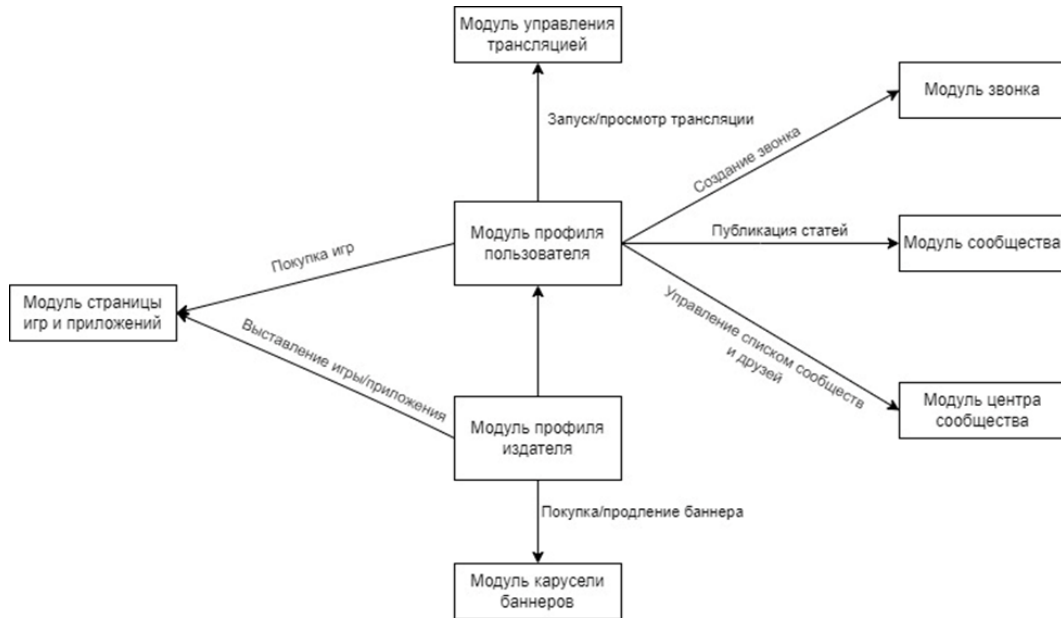 Модуль управления
трансляцией
Модуль звонка
Запуск/просмотр трансляции
Создание звонка
Модуль профиля
пользователя
Публикация статей
Модуль сообщества
Покупка игр
Модуль страницы
игр и приложений
Выставление игры/приложения
Управление списком сообществ
и друзей
Модуль центра
сообщества
Модуль профиля
издателя
Покупка/продление баннера
Модуль карусели
баннеров